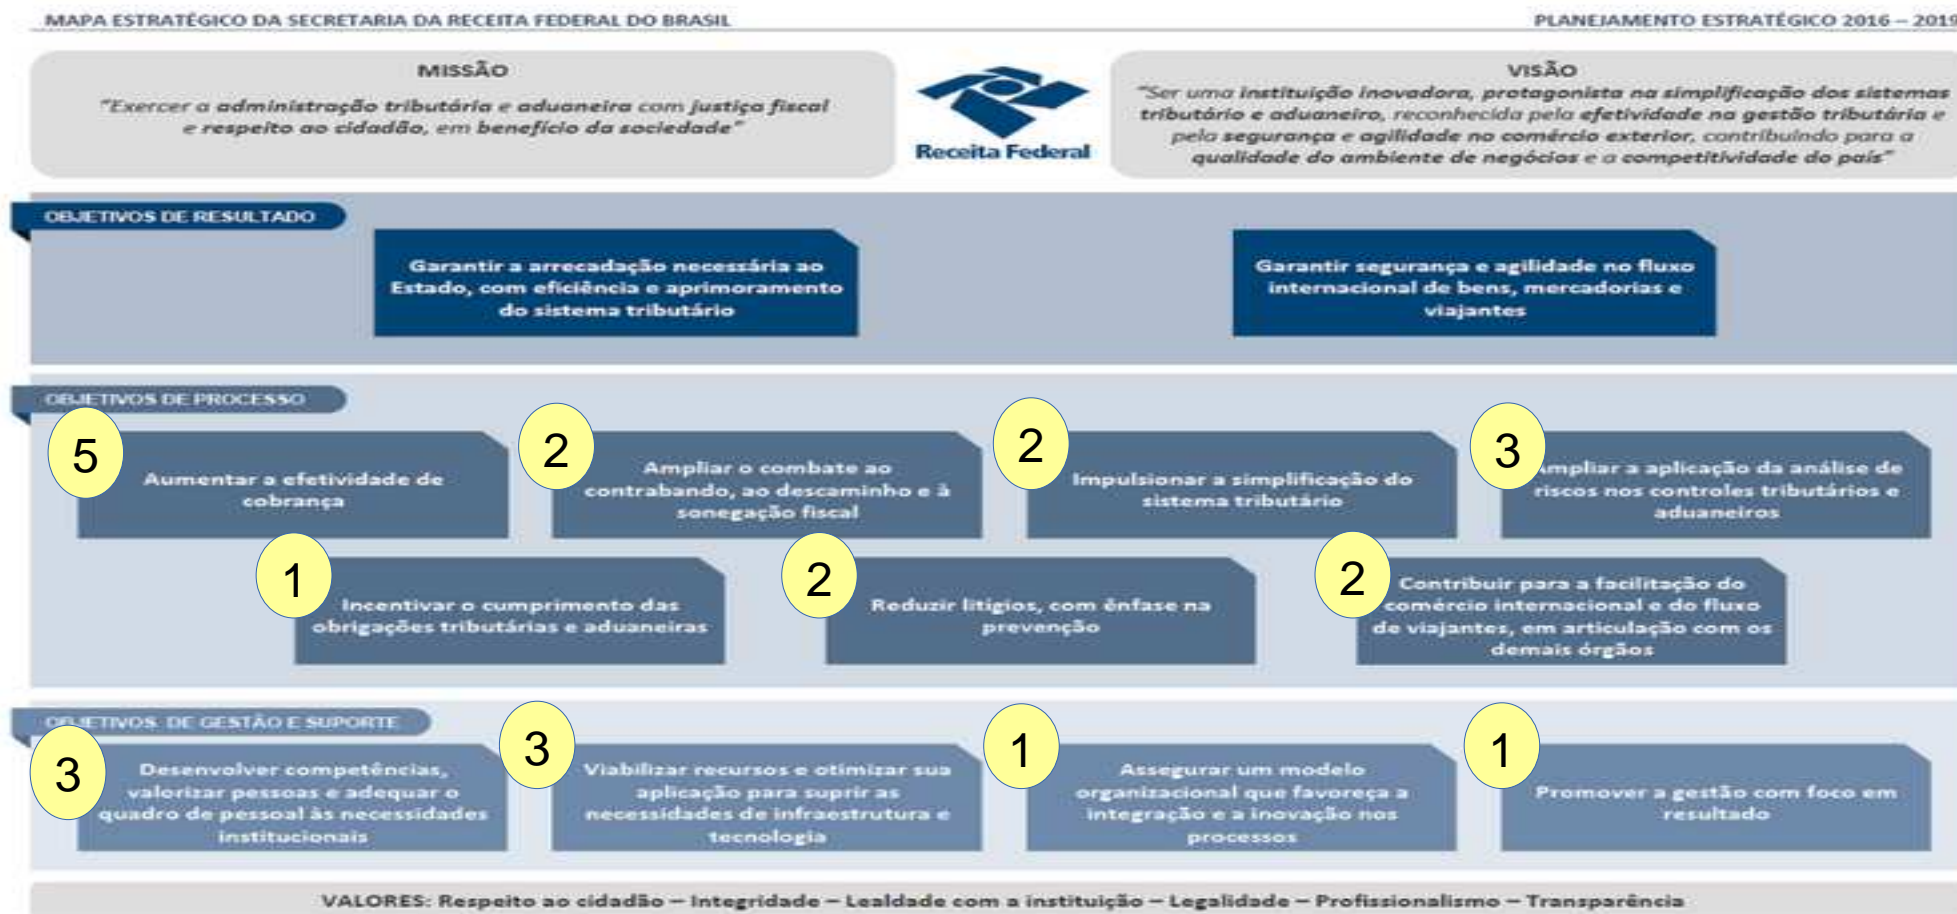 MAPA ESTRATÉGICO DA SECRETARIA DA RECEITA FEDERAL DO BRASIL
PLANEJAMENTO ESTRATÉGICO 2016 – 2019
MISSÃO
"Exercer a administração tributária e aduaneira com justiça fiscal
e respeito ao cidadão, em benefício da sociedade"
Receita Federal
VISÃO
"Ser uma instituição inovadora, protagonista na simplificação dos sistemas
tributário e aduaneiro, reconhecida pela efetividade na gestão tributária e
pela segurança e agilidade no comércio exterior, contribuindo para a
qualidade do ambiente de negócios e a competitividade do país"
OBJETIVOS DE RESULTADO
Garantir a arrecadação necessária ao
Estado, com eficiência e aprimoramento
do sistema tributário
Garantir segurança e agilidade no fluxo
internacional de bens, mercadorias e
viajantes
OBJETIVOS DE PROCESSO
5
Aumentar a efetividade de
cobrança
2
Ampliar o combate ao
contrabando, ao descaminho e à
sonegação fiscal
2
Impulsionar a simplificação do
sistema tributário
3
Ampliar a aplicação da análise de
riscos nos controles tributários e
aduaneiros
1
Incentivar o cumprimento das
obrigações tributárias e aduaneiras
2
Reduzir litígios, com ênfase na
prevenção
2
Contribuir para a facilitação do
comércio internacional e do fluxo
de viajantes, em articulação com os
demais órgãos
OBJETIVOS DE GESTÃO E SUPORTE
3
Desenvolver competências,
valorizar pessoas e adequar o
quadro de pessoal às necessidades
institucionais
3
Viabilizar recursos e otimizar sua
aplicação para suprir as
necessidades de infraestrutura e
tecnologia
1
Assegurar um modelo
organizacional que favoreça a
integração e a inovação nos
processos
1
Promover a gestão com foco em
resultado
VALORES: Respeito ao cidadão – Integridade – Lealdade com a instituição – Legalidade – Profissionalismo – Transparência